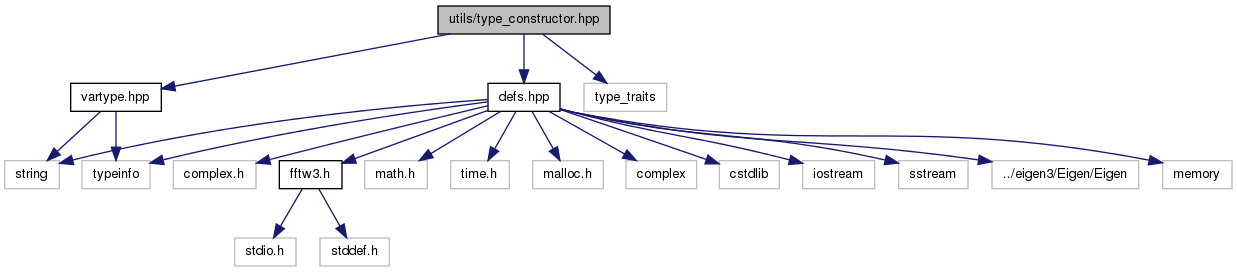 utils/type_constructor.hpp
vartype.hpp
defs.hpp
type_traits
string
typeinfo
complex.h
fftw3.h
math.h
time.h
malloc.h
complex
cstdlib
iostream
sstream
../eigen3/Eigen/Eigen
memory
stdio.h
stddef.h